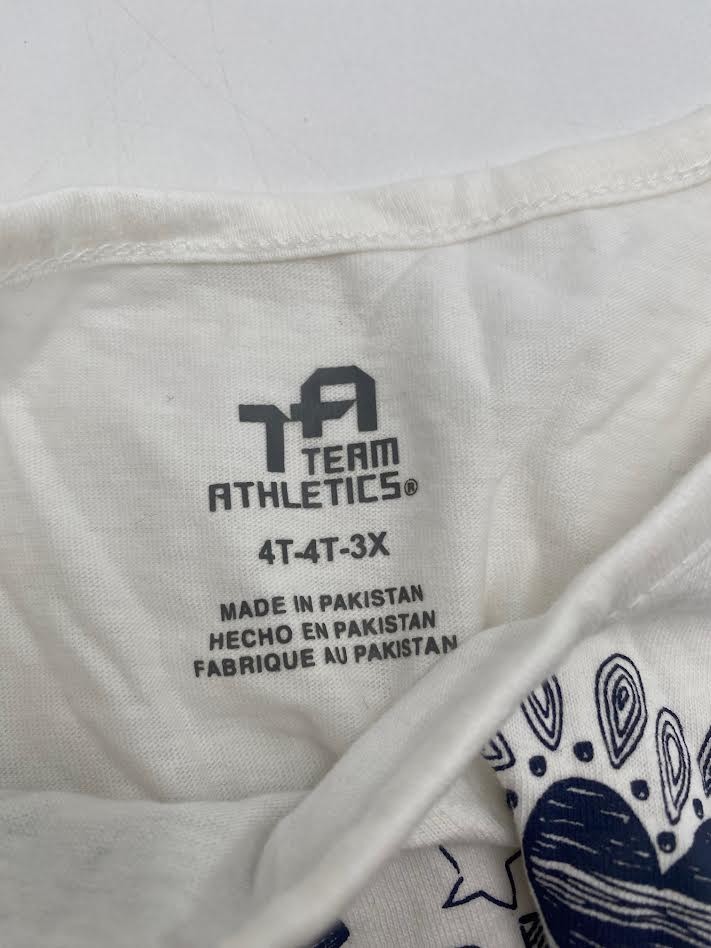 TA
TEAM
ATHLETICS®
4T-4T-3X
MADE IN PAKISTAN
HECHO EN PAKISTAN
FABRIQUE AU PAKISTAN